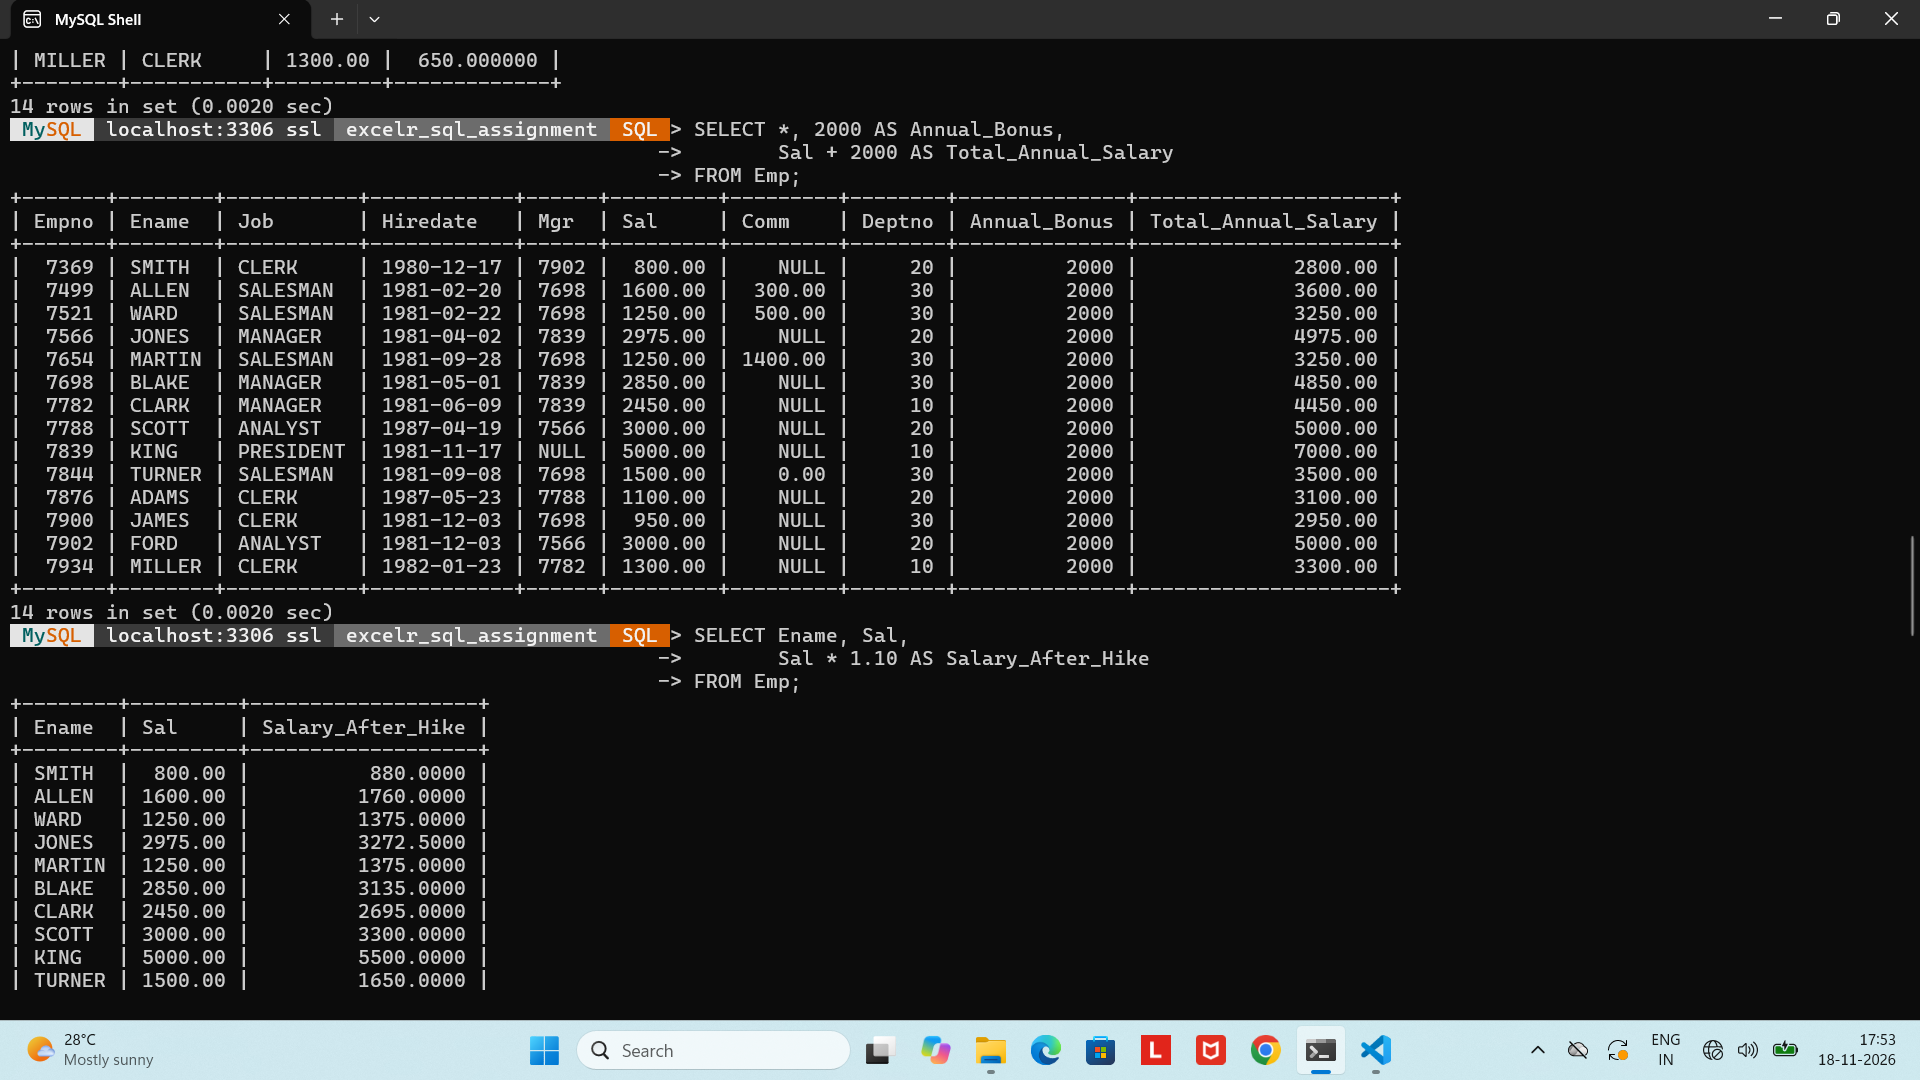 MySQL Shell
| MILLER | CLERK     | 1300.00 |  650.000000 |
+--------+-----------+---------+-------------+
14 rows in set (0.0020 sec)
MySQL localhost:3306 ssl excelr_sql_assignment SQL > SELECT *, 2000 AS Annual_Bonus,
->        Sal + 2000 AS Total_Annual_Salary
-> FROM Emp;
+-------+--------+-----------+------------+------+---------+---------+--------+--------------+---------------------+
| Empno | Ename  | Job       | Hiredate   | Mgr  | Sal     | Comm    | Deptno | Annual_Bonus | Total_Annual_Salary |
+-------+--------+-----------+------------+------+---------+---------+--------+--------------+---------------------+
|  7369 | SMITH  | CLERK     | 1980-12-17 | 7902 |  800.00 |    NULL |     20 |         2000 |             2800.00 |
|  7499 | ALLEN  | SALESMAN  | 1981-02-20 | 7698 | 1600.00 |  300.00 |     30 |         2000 |             3600.00 |
|  7521 | WARD   | SALESMAN  | 1981-02-22 | 7698 | 1250.00 |  500.00 |     30 |         2000 |             3250.00 |
|  7566 | JONES  | MANAGER   | 1981-04-02 | 7839 | 2975.00 |    NULL |     20 |         2000 |             4975.00 |
|  7654 | MARTIN | SALESMAN  | 1981-09-28 | 7698 | 1250.00 | 1400.00 |     30 |         2000 |             3250.00 |
|  7698 | BLAKE  | MANAGER   | 1981-05-01 | 7839 | 2850.00 |    NULL |     30 |         2000 |             4850.00 |
|  7782 | CLARK  | MANAGER   | 1981-06-09 | 7839 | 2450.00 |    NULL |     10 |         2000 |             4450.00 |
|  7788 | SCOTT  | ANALYST   | 1987-04-19 | 7566 | 3000.00 |    NULL |     20 |         2000 |             5000.00 |
|  7839 | KING   | PRESIDENT | 1981-11-17 | NULL | 5000.00 |    NULL |     10 |         2000 |             7000.00 |
|  7844 | TURNER | SALESMAN  | 1981-09-08 | 7698 | 1500.00 |    0.00 |     30 |         2000 |             3500.00 |
|  7876 | ADAMS  | CLERK     | 1987-05-23 | 7788 | 1100.00 |    NULL |     20 |         2000 |             3100.00 |
|  7900 | JAMES  | CLERK     | 1981-12-03 | 7698 |  950.00 |    NULL |     30 |         2000 |             2950.00 |
|  7902 | FORD   | ANALYST   | 1981-12-03 | 7566 | 3000.00 |    NULL |     20 |         2000 |             5000.00 |
|  7934 | MILLER | CLERK     | 1982-01-23 | 7782 | 1300.00 |    NULL |     10 |         2000 |             3300.00 |
+-------+--------+-----------+------------+------+---------+---------+--------+--------------+---------------------+
14 rows in set (0.0020 sec)
MySQL localhost:3306 ssl excelr_sql_assignment SQL > SELECT Ename, Sal,
->        Sal * 1.10 AS Salary_After_Hike
-> FROM Emp;
+--------+---------+-------------------+
| Ename  | Sal     | Salary_After_Hike |
+--------+---------+-------------------+
| SMITH  |  800.00 |          880.0000 |
| ALLEN  | 1600.00 |         1760.0000 |
| WARD   | 1250.00 |         1375.0000 |
| JONES  | 2975.00 |         3272.5000 |
| MARTIN | 1250.00 |         1375.0000 |
| BLAKE  | 2850.00 |         3135.0000 |
| CLARK  | 2450.00 |         2695.0000 |
| SCOTT  | 3000.00 |         3300.0000 |
| KING   | 5000.00 |         5500.0000 |
| TURNER | 1500.00 |         1650.0000 |
28°C
Mostly sunny
Search
L
ENG
IN
17:53
18-11-2026